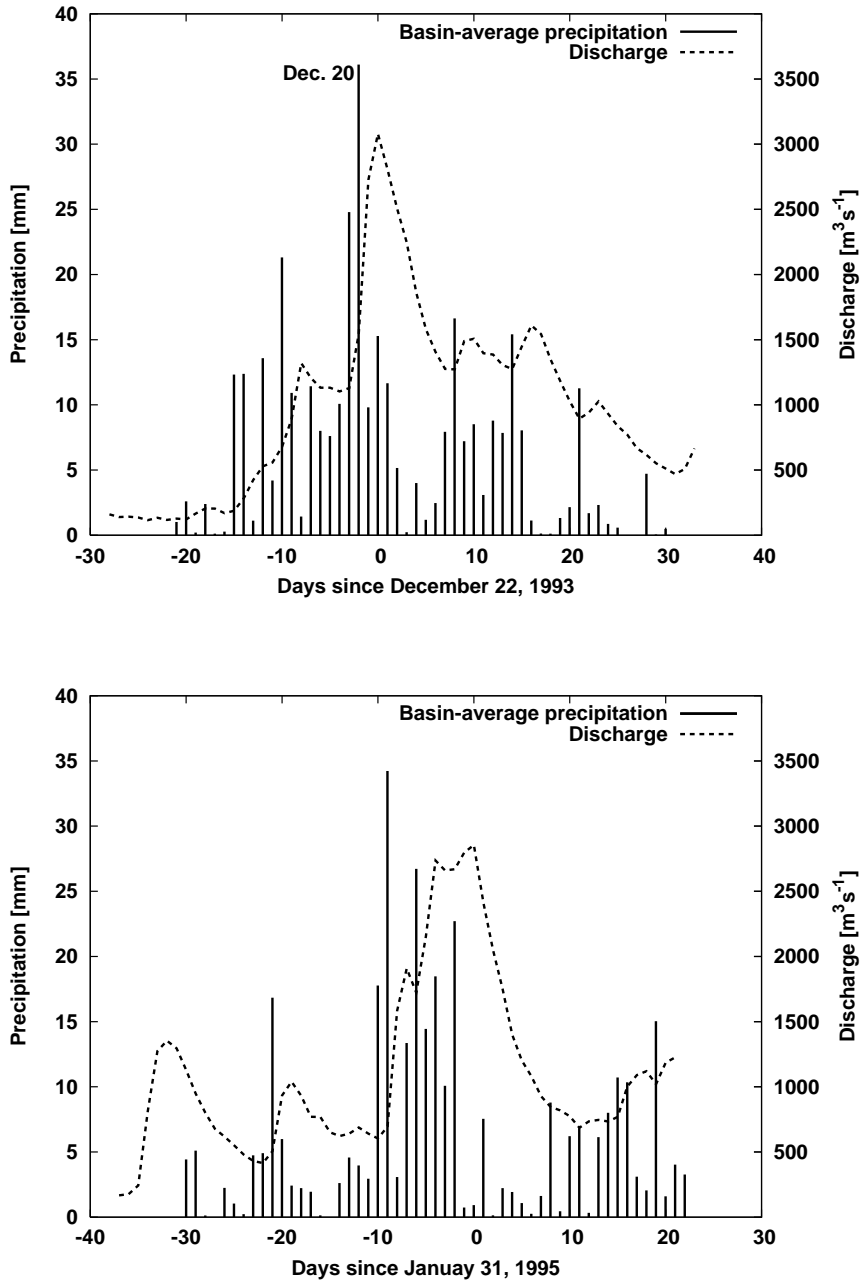 Basin-average precipitation
Discharge
Dec. 20
40
35
30
25
20
15
10
5
0
3500
3000
2500
2000
1500
1000
500
0
Precipitation [mm]
Discharge [m³s⁻¹]
-30 -20 -10 0 10 20 30 40
Days since December 22, 1993
Basin-average precipitation
Discharge
40
35
30
25
20
15
10
5
0
3500
3000
2500
2000
1500
1000
500
0
Precipitation [mm]
Discharge [m³s⁻¹]
-40 -30 -20 -10 0 10 20 30
Days since Januay 31, 1995